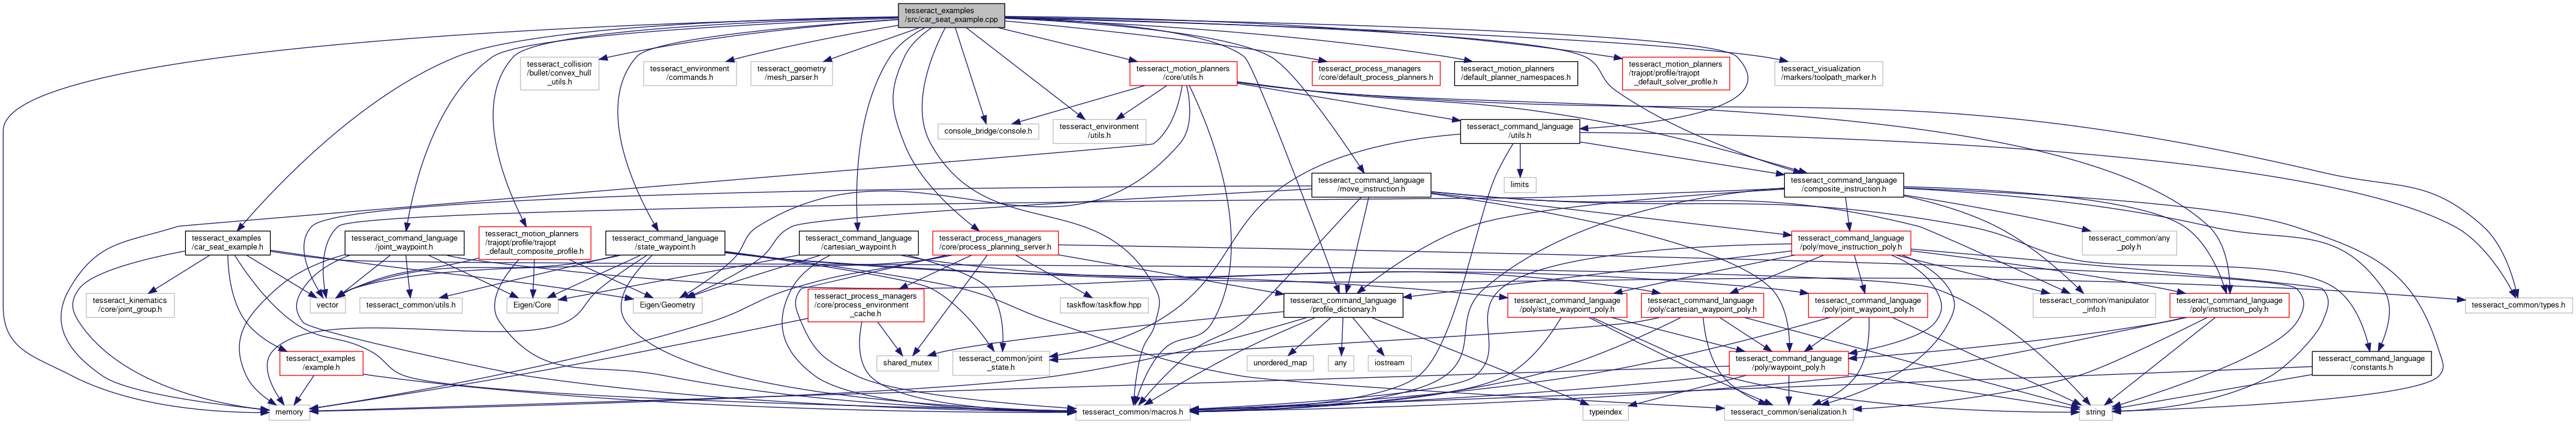 tesseract_examples
/src/car_seat_example.cpp
tesseract_collision
/bullet/convex_hull
_utils.h
tesseract_environment
/commands.h
tesseract_geometry
/mesh_parser.h
tesseract_motion_planners
/core/utils.h
tesseract_process_managers
/core/default_process_planners.h
tesseract_motion_planners
/default_planner_namespaces.h
tesseract_motion_planners
/trajopt/profile/trajopt
_default_solver_profile.h
tesseract_visualization
/markers/toolpath_marker.h
console_bridge/console.h
tesseract_environment
/utils.h
tesseract_command_language
/utils.h
tesseract_command_language
/move_instruction.h
limits
tesseract_command_language
/composite_instruction.h
tesseract_examples
/car_seat_example.h
tesseract_command_language
/joint_waypoint.h
tesseract_motion_planners
/trajopt/profile/trajopt
_default_composite_profile.h
tesseract_command_language
/state_waypoint.h
tesseract_command_language
/cartesian_waypoint.h
tesseract_process_managers
/core/process_planning_server.h
tesseract_command_language
/poly/move_instruction_poly.h
tesseract_common/any
_poly.h
tesseract_kinematics
/core/joint_group.h
vector
tesseract_common/utils.h
Eigen/Core
Eigen/Geometry
tesseract_process_managers
/core/process_environment
_cache.h
taskflow/taskflow.hpp
tesseract_command_language
/profile_dictionary.h
tesseract_command_language
/poly/state_waypoint_poly.h
tesseract_command_language
/poly/cartesian_waypoint_poly.h
tesseract_command_language
/poly/joint_waypoint_poly.h
tesseract_common/manipulator
_info.h
tesseract_command_language
/poly/instruction_poly.h
tesseract_common/types.h
tesseract_examples
/example.h
shared_mutex
tesseract_common/joint
_state.h
unordered_map
any
iostream
tesseract_command_language
/poly/waypoint_poly.h
tesseract_command_language
/constants.h
memory
tesseract_common/macros.h
typeindex
tesseract_common/serialization.h
string